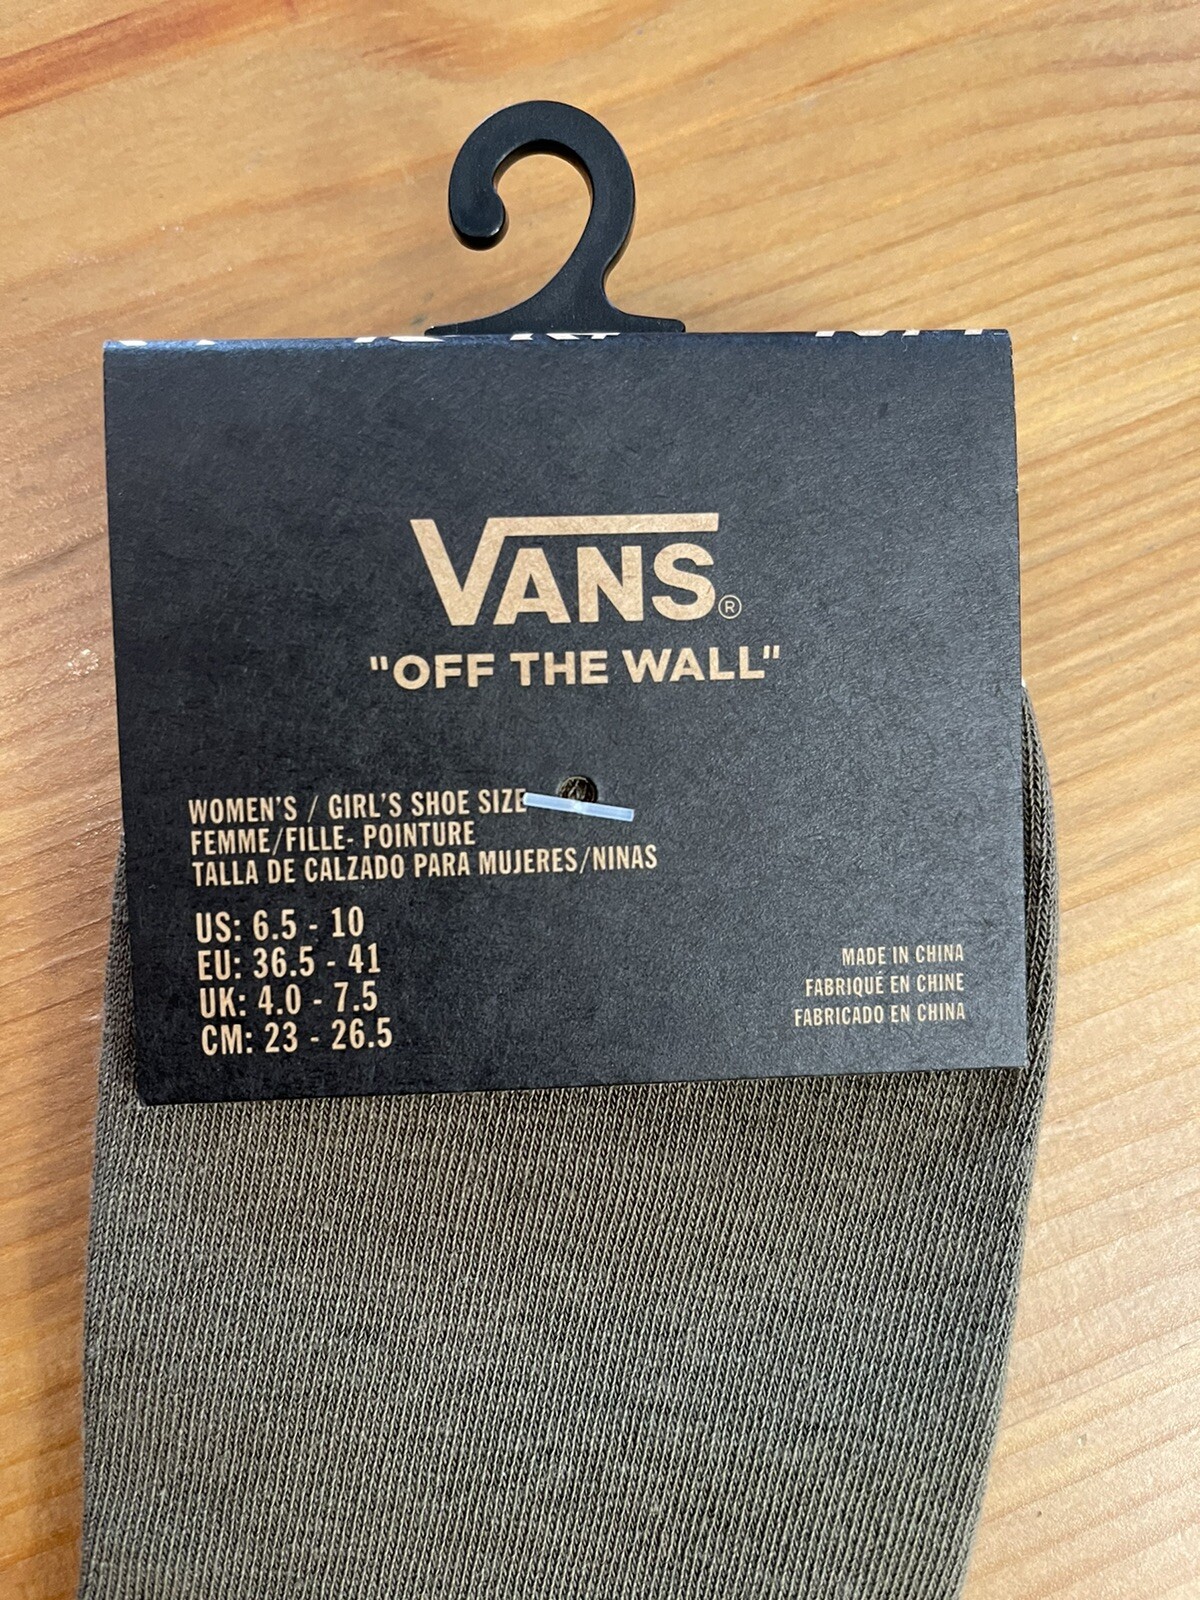 VANS®
"OFF THE WALL"
WOMEN'S / GIRL'S SHOE SIZE
FEMME/FILLE- POINTURE
TALLA DE CALZADO PARA MUJERES/NINAS
US: 6.5 - 10
EU: 36.5 - 41
UK: 4.0 - 7.5
CM: 23 - 26.5
MADE IN CHINA
FABRIQUÉ EN CHINE
FABRICADO EN CHINA